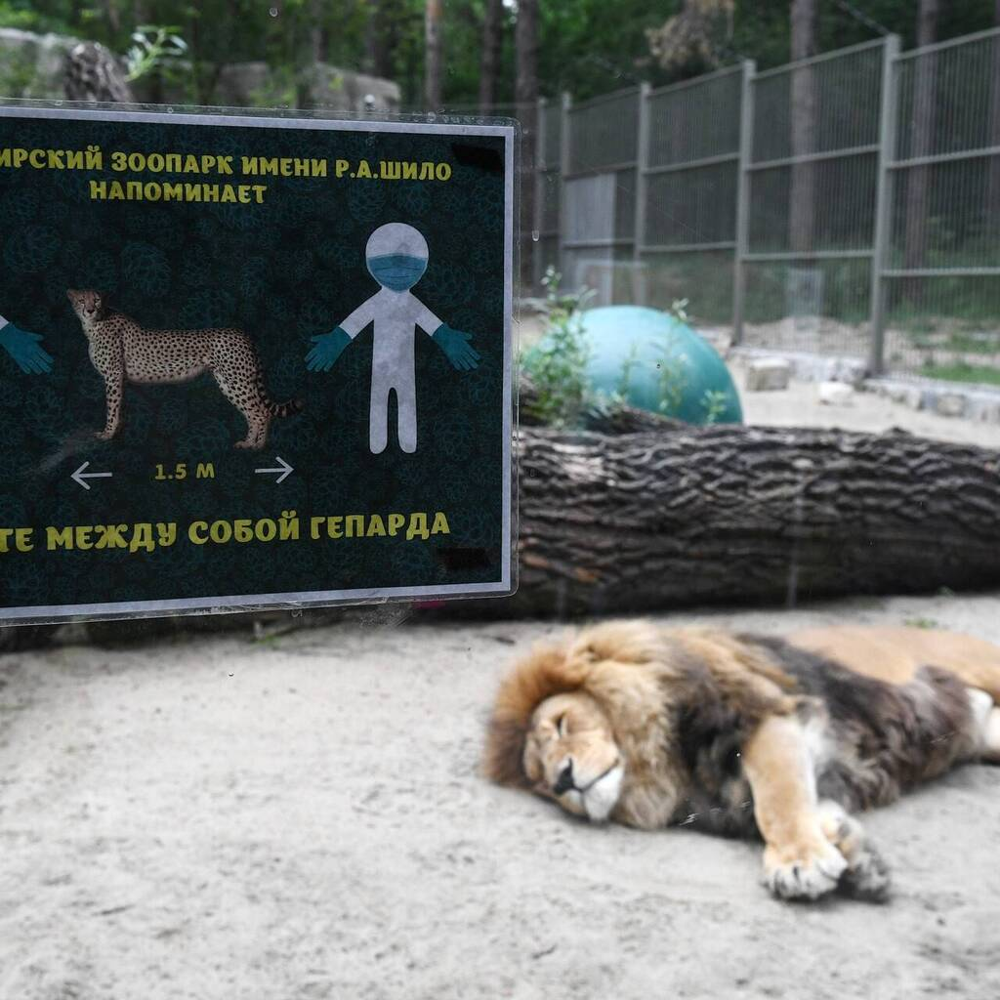 ИРСКИЙ ЗООПАРК ИМЕНИ Р.А.ШИЛО
НАПОМИНАЕТ
1.5 М
ТЕ МЕЖДУ СОБОЙ ГЕПАРДА